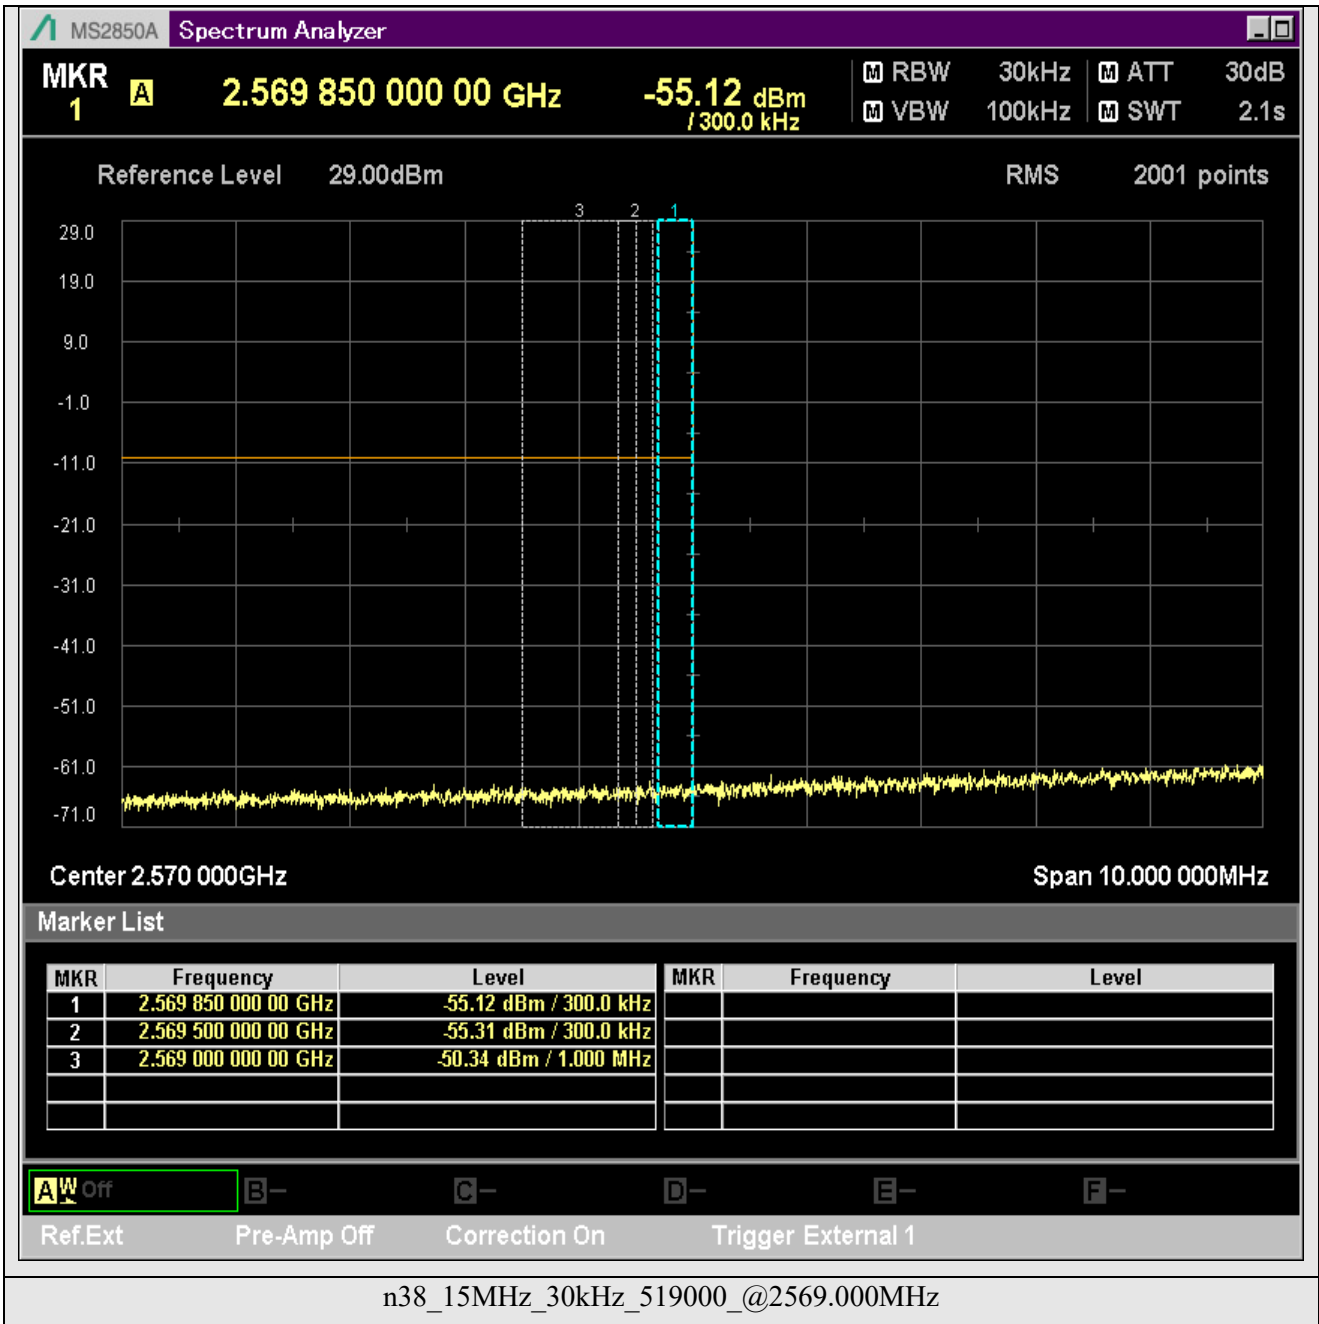 MS2850A Spectrum Analyzer
MKR 1 A 2.569 850 000 00 GHz -55.12 dBm / 300.0 kHz
M RBW 30kHz M ATT 30dB
M VBW 100kHz M SWT 2.1s
Reference Level 29.00dBm RMS 2001 points
3 2 1
29.0
19.0
9.0
-1.0
-11.0
-21.0
-31.0
-41.0
-51.0
-61.0
-71.0
Center 2.570 000GHz Span 10.000 000MHz
Marker List
MKR Frequency Level MKR Frequency Level
1 2.569 850 000 00 GHz -55.12 dBm / 300.0 kHz
2 2.569 500 000 00 GHz -55.31 dBm / 300.0 kHz
3 2.569 000 000 00 GHz -50.34 dBm / 1.000 MHz
A W Off B - C - D - E - F -
Ref.Ext Pre-Amp Off Correction On Trigger External 1
n38_15MHz_30kHz_519000_@2569.000MHz